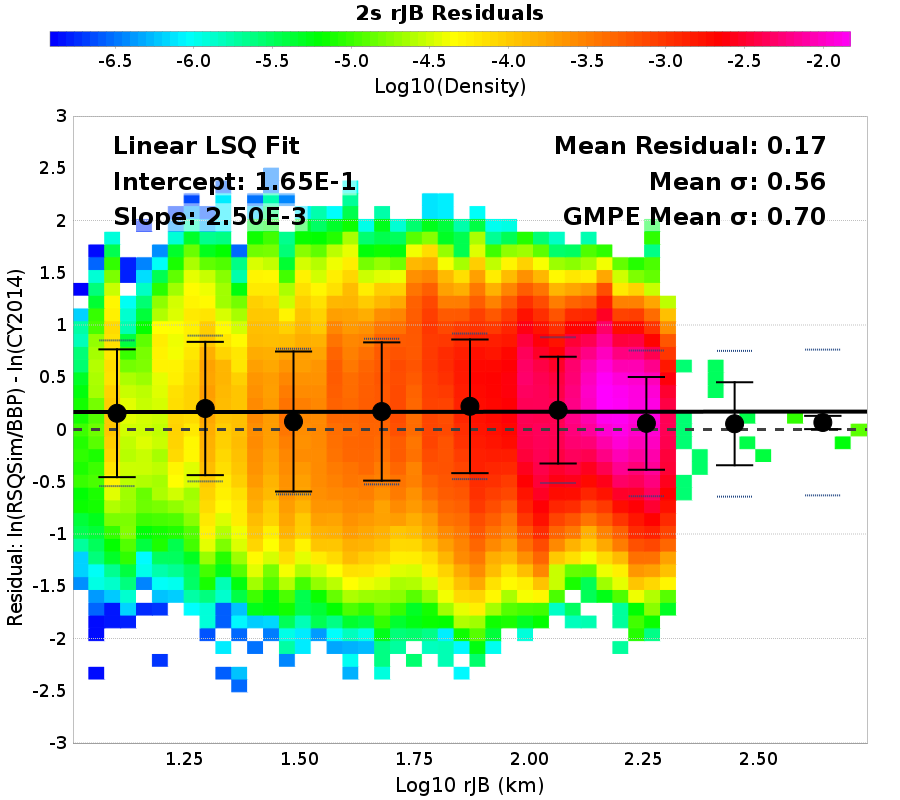 2s rJB Residuals
-6.5 -6.0 -5.5 -5.0 -4.5 -4.0 -3.5 -3.0 -2.5 -2.0
Log10(Density)
Linear LSQ Fit
Intercept: 1.65E-1
Slope: 2.50E-3
Mean Residual: 0.17
Mean σ: 0.56
GMPE Mean σ: 0.70
Residual: ln(RSQSim/BBP) - ln(CY2014)
3
2.5
2
1.5
1
0.5
0
-0.5
-1
-1.5
-2
-2.5
-3
1.25 1.50 1.75 2.00 2.25 2.50
Log10 rJB (km)